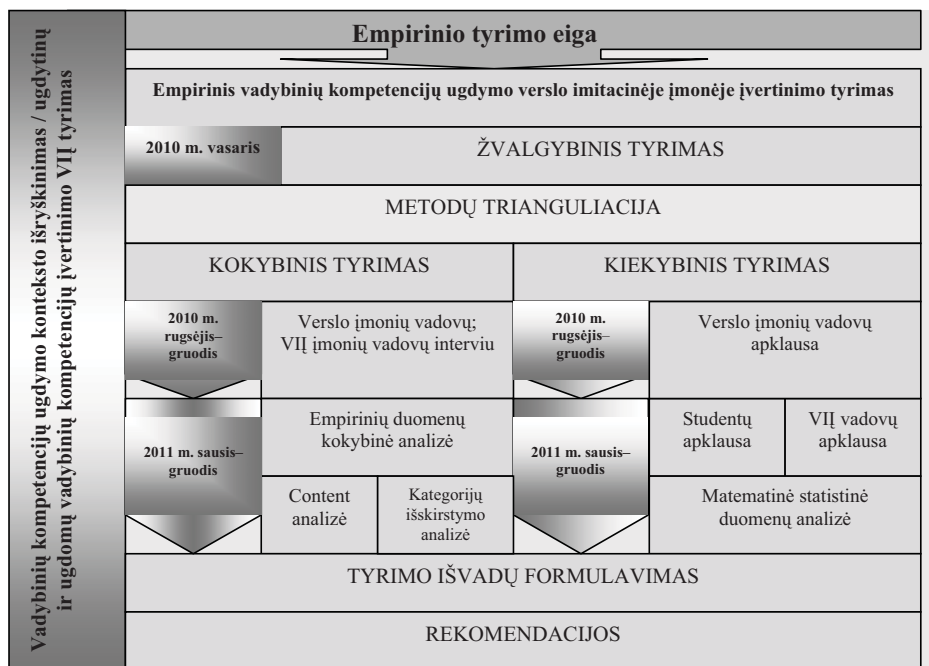 Vadybinių kompetencijų ugdymo konteksto išryškinimas / ugdytinų
ir ugdomų vadybinių kompetencijų įvertinimo VIĮ tyrimas
Empirinio tyrimo eiga
Empirinis vadybinių kompetencijų ugdymo verslo imitacinėje įmonėje įvertinimo tyrimas
2010 m. vasaris
ŽVALGYBINIS TYRIMAS
METODŲ TRIANGULIACIJA
KOKYBINIS TYRIMAS
KIEKYBINIS TYRIMAS
2010 m.
rugsėjis–
gruodis
Verslo įmonių vadovų;
VIĮ įmonių vadovų interviu
2010 m.
rugsėjis–
gruodis
Verslo įmonių vadovų
apklausa
2011 m. sausis–
gruodis
Empirinių duomenų
kokybinė analizė
Content
analizė
Kategorijų
išskirstymo
analizė
2011 m. sausis–
gruodis
Studentų
apklausa
VIĮ vadovų
apklausa
Matematinė statistinė
duomenų analizė
TYRIMO IŠVADŲ FORMULAVIMAS
REKOMENDACIJOS